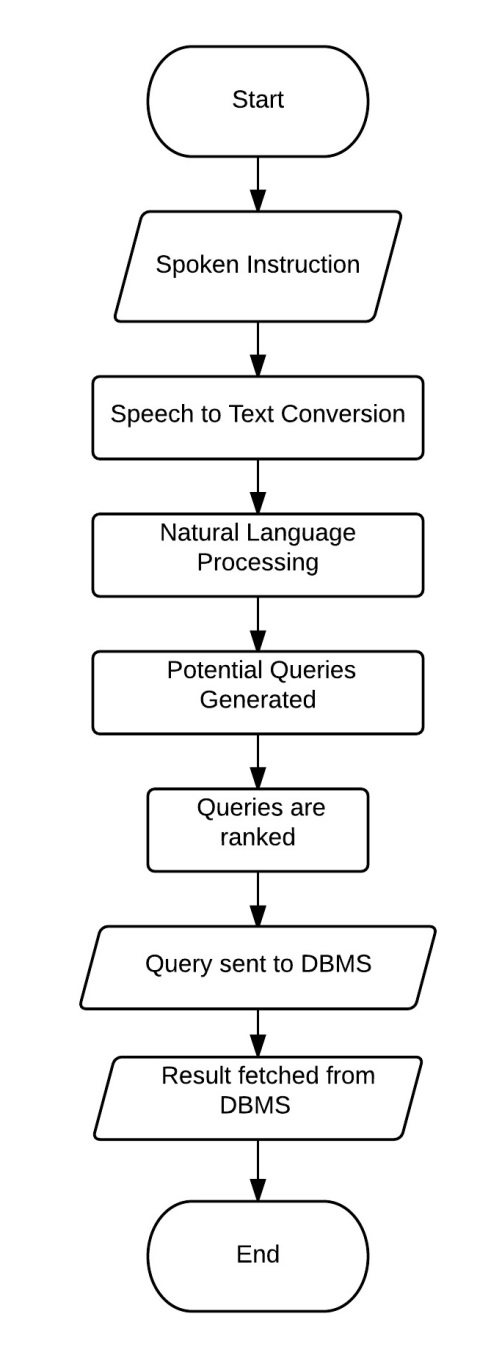 Start
Spoken Instruction
Speech to Text Conversion
Natural Language
Processing
Potential Queries
Generated
Queries are
ranked
Query sent to DBMS
Result fetched from
DBMS
End